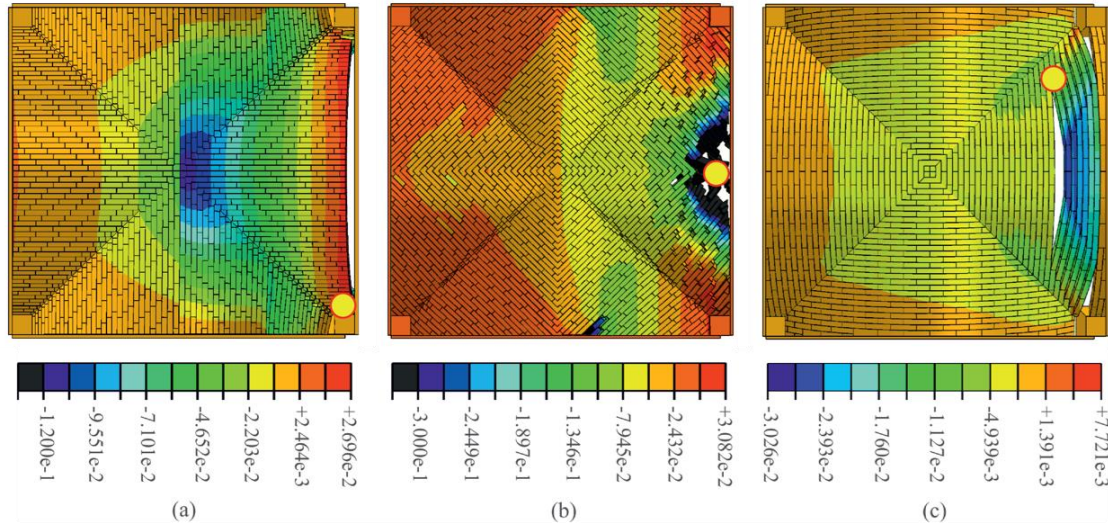 -1.200e-1
-9.551e-2
-7.101e-2
-4.652e-2
-2.203e-2
+2.464e-3
+2.696e-2
(a)
-3.000e-1
-2.449e-1
-1.897e-1
-1.346e-1
-7.945e-2
-2.432e-2
+3.082e-2
(b)
-3.026e-2
-2.393e-2
-1.760e-2
-1.127e-2
-4.939e-3
+1.391e-3
+7.721e-3
(c)